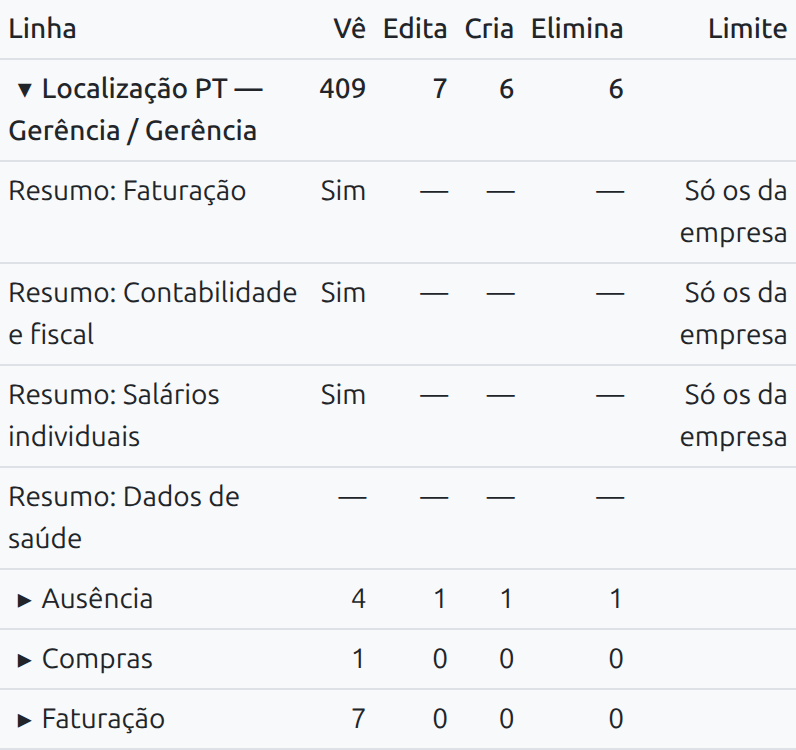 Linha Vê Edita Cria Elimina Limite
▼ Localização PT — 409 7 6 6
Gerência / Gerência
Resumo: Faturação Sim — — — Só os da
empresa
Resumo: Contabilidade Sim — — — Só os da
e fiscal empresa
Resumo: Salários Sim — — — Só os da
individuais empresa
Resumo: Dados de — — — —
saúde
► Ausência 4 1 1 1
► Compras 1 0 0 0
► Faturação 7 0 0 0